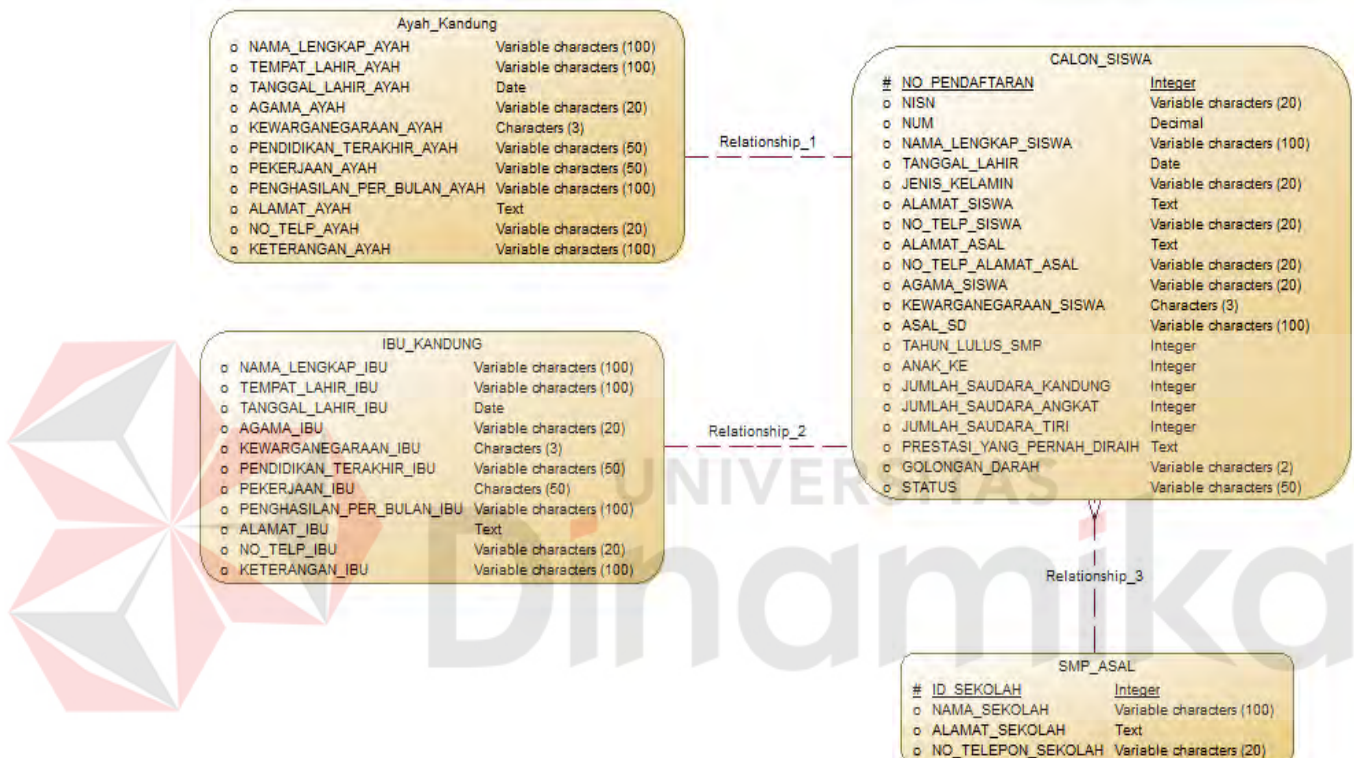 Ayah_Kandung
o NAMA_LENGKAP_AYAH Variable characters (100)
o TEMPAT_LAHIR_AYAH Variable characters (100)
o TANGGAL_LAHIR_AYAH Date
o AGAMA_AYAH Variable characters (20)
o KEWARGANEGARAAN_AYAH Characters (3)
o PENDIDIKAN_TERAKHIR_AYAH Variable characters (50)
o PEKERJAAN_AYAH Variable characters (50)
o PENGHASILAN_PER_BULAN_AYAH Variable characters (100)
o ALAMAT_AYAH Text
o NO_TELP_AYAH Variable characters (20)
o KETERANGAN_AYAH Variable characters (100)
Relationship_1
CALON_SISWA
# NO_PENDAFTARAN Integer
o NISN Variable characters (20)
o NUM Decimal
o NAMA_LENGKAP_SISWA Variable characters (100)
o TANGGAL_LAHIR Date
o JENIS_KELAMIN Variable characters (20)
o ALAMAT_SISWA Text
o NO_TELP_SISWA Variable characters (20)
o ALAMAT_ASAL Text
o NO_TELP_ALAMAT_ASAL Variable characters (20)
o AGAMA_SISWA Variable characters (20)
o KEWARGANEGARAAN_SISWA Characters (3)
o ASAL_SD Variable characters (100)
o TAHUN_LULUS_SMP Integer
o ANAK_KE Integer
o JUMLAH_SAUDARA_KANDUNG Integer
o JUMLAH_SAUDARA_ANGKAT Integer
o JUMLAH_SAUDARA_TIRI Integer
o PRESTASI_YANG_PERNAH_DIRAIH Text
o GOLONGAN_DARAH Variable characters (2)
o STATUS Variable characters (50)
IBU_KANDUNG
o NAMA_LENGKAP_IBU Variable characters (100)
o TEMPAT_LAHIR_IBU Variable characters (100)
o TANGGAL_LAHIR_IBU Date
o AGAMA_IBU Variable characters (20)
o KEWARGANEGARAAN_IBU Characters (3)
o PENDIDIKAN_TERAKHIR_IBU Variable characters (50)
o PEKERJAAN_IBU Characters (50)
o PENGHASILAN_PER_BULAN_IBU Variable characters (100)
o ALAMAT_IBU Text
o NO_TELP_IBU Variable characters (20)
o KETERANGAN_IBU Variable characters (100)
Relationship_2
UNIVERSITAS
Dinamika
Relationship_3
SMP_ASAL
# ID_SEKOLAH Integer
o NAMA_SEKOLAH Variable characters (100)
o ALAMAT_SEKOLAH Text
o NO_TELEPON_SEKOLAH Variable characters (20)